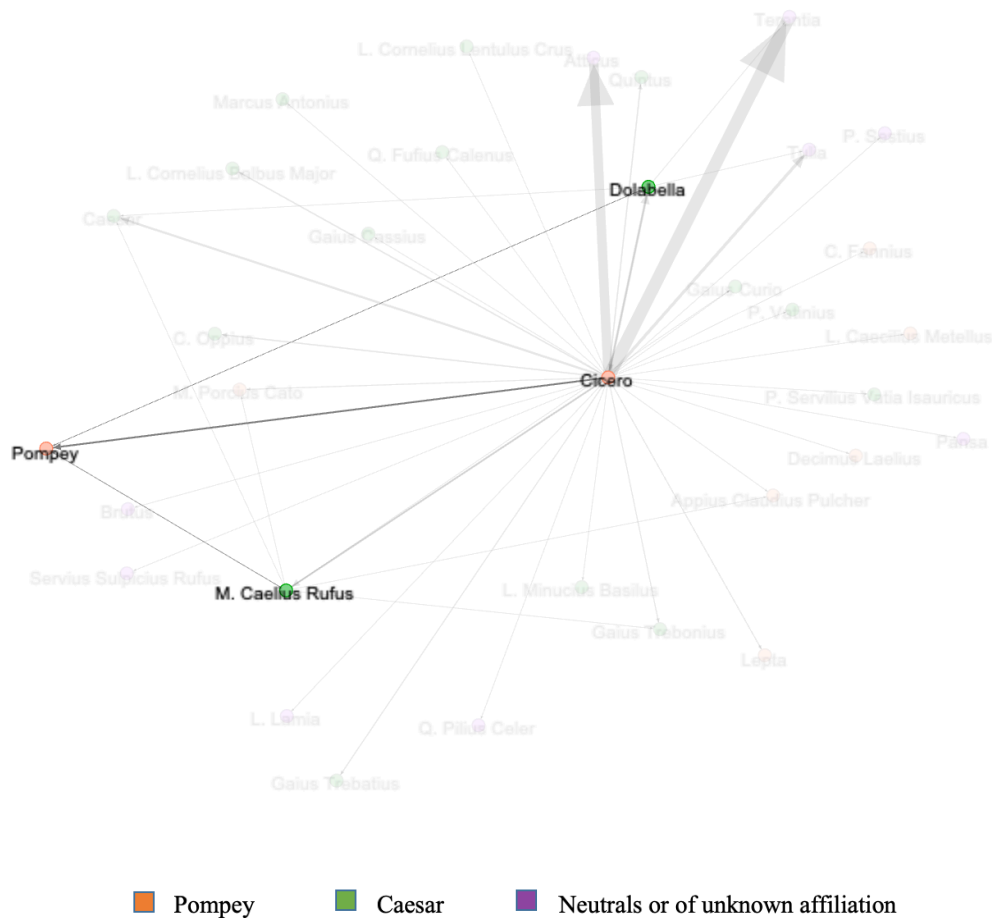 Terentia
L. Cornelius Lentulus Crus
Atticus
Quintus
Marcus Antonius
P. Sestius
Q. Fufius Calenus
Tullia
L. Cornelius Balbus Major
Dolabella
Caesar
Gaius Cassius
C. Fannius
Gaius Curio
P. Vatinius
C. Oppius
L. Caecilius Metellus
Cicero
M. Porcius Cato
P. Servilius Vatia Isauricus
Pansa
Pompey
Decimus Laelius
Appius Claudius Pulcher
Brutus
Servius Sulpicius Rufus
M. Caelius Rufus
L. Minucius Basilus
Gaius Trebonius
Lepta
L. Lamia
Q. Pilius Celer
Gaius Trebatius
Pompey
Caesar
Neutrals or of unknown affiliation